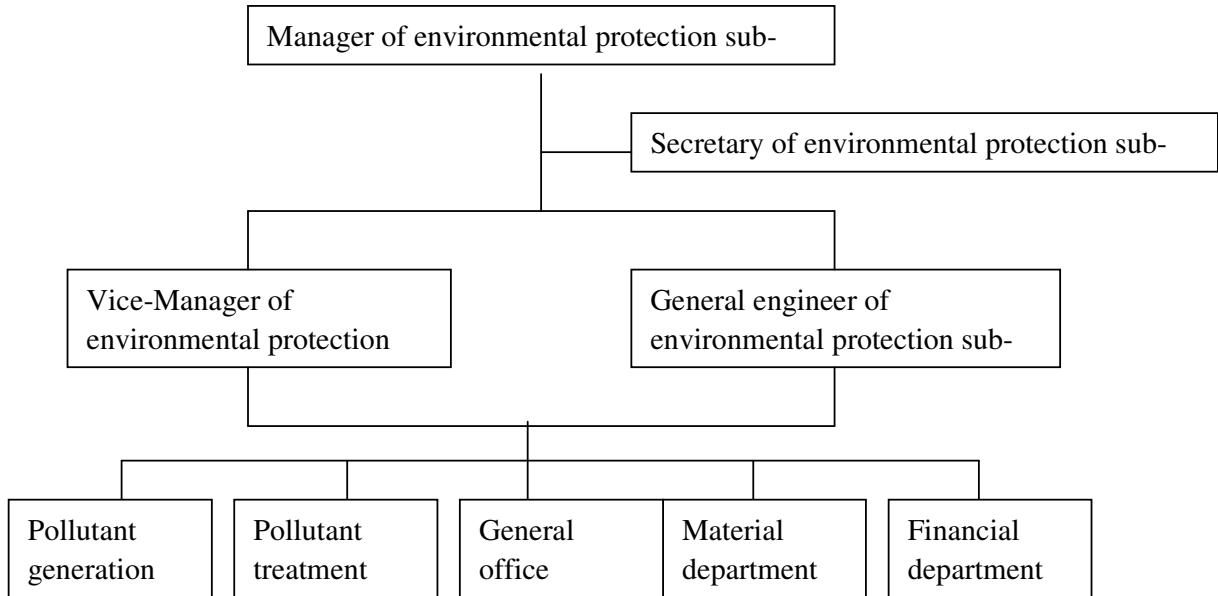 Manager of environmental protection sub-
Secretary of environmental protection sub-
Vice-Manager of
environmental protection
General engineer of
environmental protection sub-
Pollutant
generation
Pollutant
treatment
General
office
Material
department
Financial
department